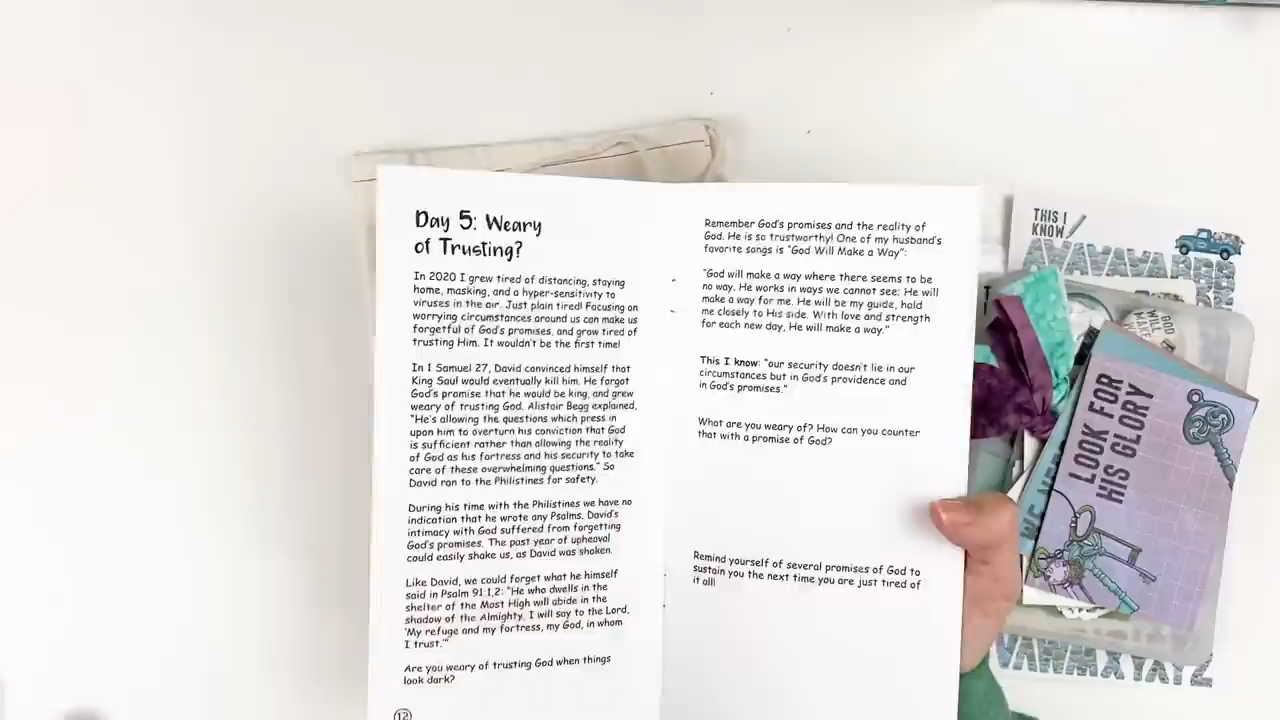 Day 5: Weary
of Trusting?
In 2020 I grew tired of distancing, staying
home, masking, and a hyper-sensitivity to
viruses in the air. Just plain tired! Focusing on
worrying circumstances around us can make us
forgetful of God's promises, and grow tired of
trusting Him. It wouldn't be the first time!
In 1 Samuel 27, David convinced himself that
King Saul would eventually kill him. He forgot
God's promise that he would be king, and grew
weary of trusting God. Alistair Begg explained,
"He's allowing the questions which press in
upon him to overturn his conviction that God
is sufficient rather than allowing the reality
of God as his fortress and his security to take
care of these overwhelming questions." So
David ran to the Philistines for safety.
During his time with the Philistines we have no
indication that he wrote any Psalms. David's
intimacy with God suffered from forgetting
God's promises. The past year of upheaval
could easily shake us, as David was shaken.
Like David, we could forget what he himself
said in Psalm 91:1,2: "He who dwells in the
shelter of the Most High will abide in the
shadow of the Almighty. I will say to the Lord,
'My refuge and my fortress, my God, in whom
I trust.'"
Are you weary of trusting God when things
look dark?
12
Remember God's promises and the reality of
God. He is so trustworthy! One of my husband's
favorite songs is "God Will Make a Way":
"God will make a way where there seems to be
no way. He works in ways we cannot see; He will
make a way for me. He will be my guide, hold
me closely to His side. With love and strength
for each new day, He will make a way."
This I know: "our security doesn't lie in our
circumstances but in God's providence and
in God's promises."
What are you weary of? How can you counter
that with a promise of God?
Remind yourself of several promises of God to
sustain you the next time you are just tired of
it all!
THIS I
KNOW
GOD
WILL
LOOK FOR
HIS GLORY